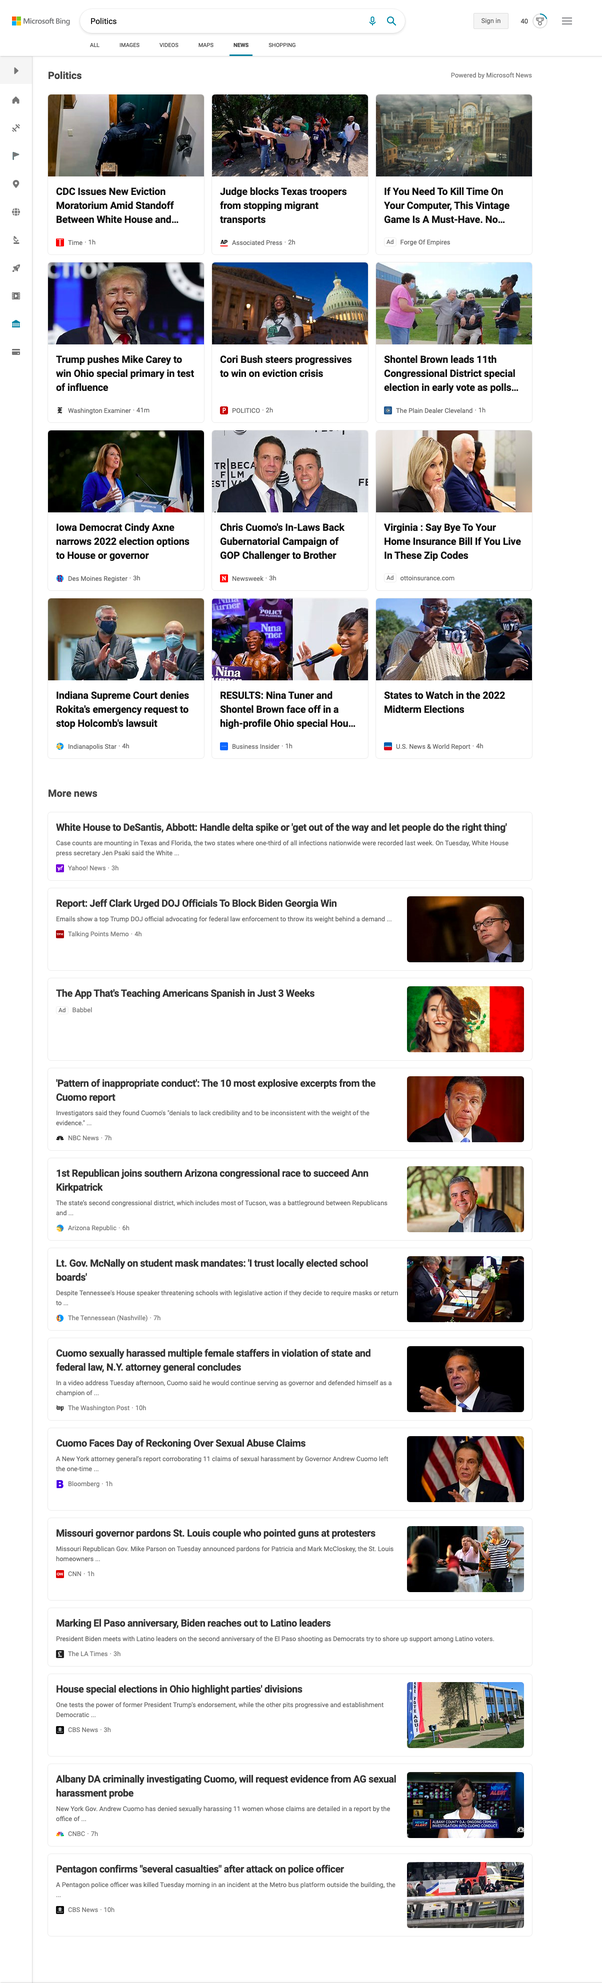 Microsoft Bing
Politics
Sign in
40
ALL
IMAGES
VIDEOS
MAPS
NEWS
SHOPPING
Politics
Powered by Microsoft News
CDC Issues New Eviction
Moratorium Amid Standoff
Between White House and...
Time · 1h
Judge blocks Texas troopers
from stopping migrant
transports
AP
Associated Press · 2h
If You Need To Kill Time On
Your Computer, This Vintage
Game Is A Must-Have. No...
Ad
Forge Of Empires
Trump pushes Mike Carey to
win Ohio special primary in test
of influence
Washington Examiner · 41m
Cori Bush steers progressives
to win on eviction crisis
POLITICO · 2h
Shontel Brown leads 11th
Congressional District special
election in early vote as polls...
The Plain Dealer Cleveland · 1h
TRIBECA
FILM
Iowa Democrat Cindy Axne
narrows 2022 election options
to House or governor
Des Moines Register · 3h
Chris Cuomo's In-Laws Back
Gubernatorial Campaign of
GOP Challenger to Brother
Newsweek · 3h
Virginia : Say Bye To Your
Home Insurance Bill If You Live
In These Zip Codes
Ad
ottoinsurance.com
Nina
Turner
VOTE
Indiana Supreme Court denies
Rokita's emergency request to
stop Holcomb's lawsuit
Indianapolis Star · 4h
RESULTS: Nina Tuner and
Shontel Brown face off in a
high-profile Ohio special Hou...
Business Insider · 1h
States to Watch in the 2022
Midterm Elections
U.S. News & World Report · 4h
More news
White House to DeSantis, Abbott: Handle delta spike or 'get out of the way and let people do the right thing'
Case counts are mounting in Texas and Florida, the two states where one-third of all infections nationwide were recorded last week. On Tuesday, White House
press secretary Jen Psaki said the White ...
Yahoo! News · 3h
Report: Jeff Clark Urged DOJ Officials To Block Biden Georgia Win
Emails show a top Trump DOJ official advocating for federal law enforcement to throw its weight behind a demand ...
Talking Points Memo · 4h
The App That's Teaching Americans Spanish in Just 3 Weeks
Ad
Babbel
'Pattern of inappropriate conduct': The 10 most explosive excerpts from the
Cuomo report
Investigators said they found Cuomo's "denials to lack credibility and to be inconsistent with the weight of the
evidence." ...
NBC News · 7h
1st Republican joins southern Arizona congressional race to succeed Ann
Kirkpatrick
The state's second congressional district, which includes most of Tucson, was a battleground between Republicans
and ...
Arizona Republic · 6h
Lt. Gov. McNally on student mask mandates: 'I trust locally elected school
boards'
Despite Tennessee's House speaker threatening schools with legislative action if they decide to require masks or return
to ...
The Tennessean (Nashville) · 7h
Cuomo sexually harassed multiple female staffers in violation of state and
federal law, N.Y. attorney general concludes
In a video address Tuesday afternoon, Cuomo said he would continue serving as governor and defended himself as a
champion of ...
wp
The Washington Post · 10h
Cuomo Faces Day of Reckoning Over Sexual Abuse Claims
A New York attorney general's report corroborating 11 claims of sexual harassment by Governor Andrew Cuomo left
the one-time ...
B
Bloomberg · 1h
Missouri governor pardons St. Louis couple who pointed guns at protesters
Missouri Republican Gov. Mike Parson on Tuesday announced pardons for Patricia and Mark McCloskey, the St. Louis
homeowners ...
CNN · 1h
Marking El Paso anniversary, Biden reaches out to Latino leaders
President Biden meets with Latino leaders on the second anniversary of the El Paso shooting as Democrats try to shore up support among Latino voters.
The LA Times · 3h
House special elections in Ohio highlight parties' divisions
One tests the power of former President Trump's endorsement, while the other pits progressive and establishment
Democratic ...
CBS News · 3h
Albany DA criminally investigating Cuomo, will request evidence from AG sexual
harassment probe
New York Gov. Andrew Cuomo has denied sexually harassing 11 women whose claims are detailed in a report by the
office of ...
CNBC · 7h
Pentagon confirms "several casualties" after attack on police officer
A Pentagon police officer was killed Tuesday morning in an incident at the Metro bus platform outside the building, the
...
CBS News · 10h